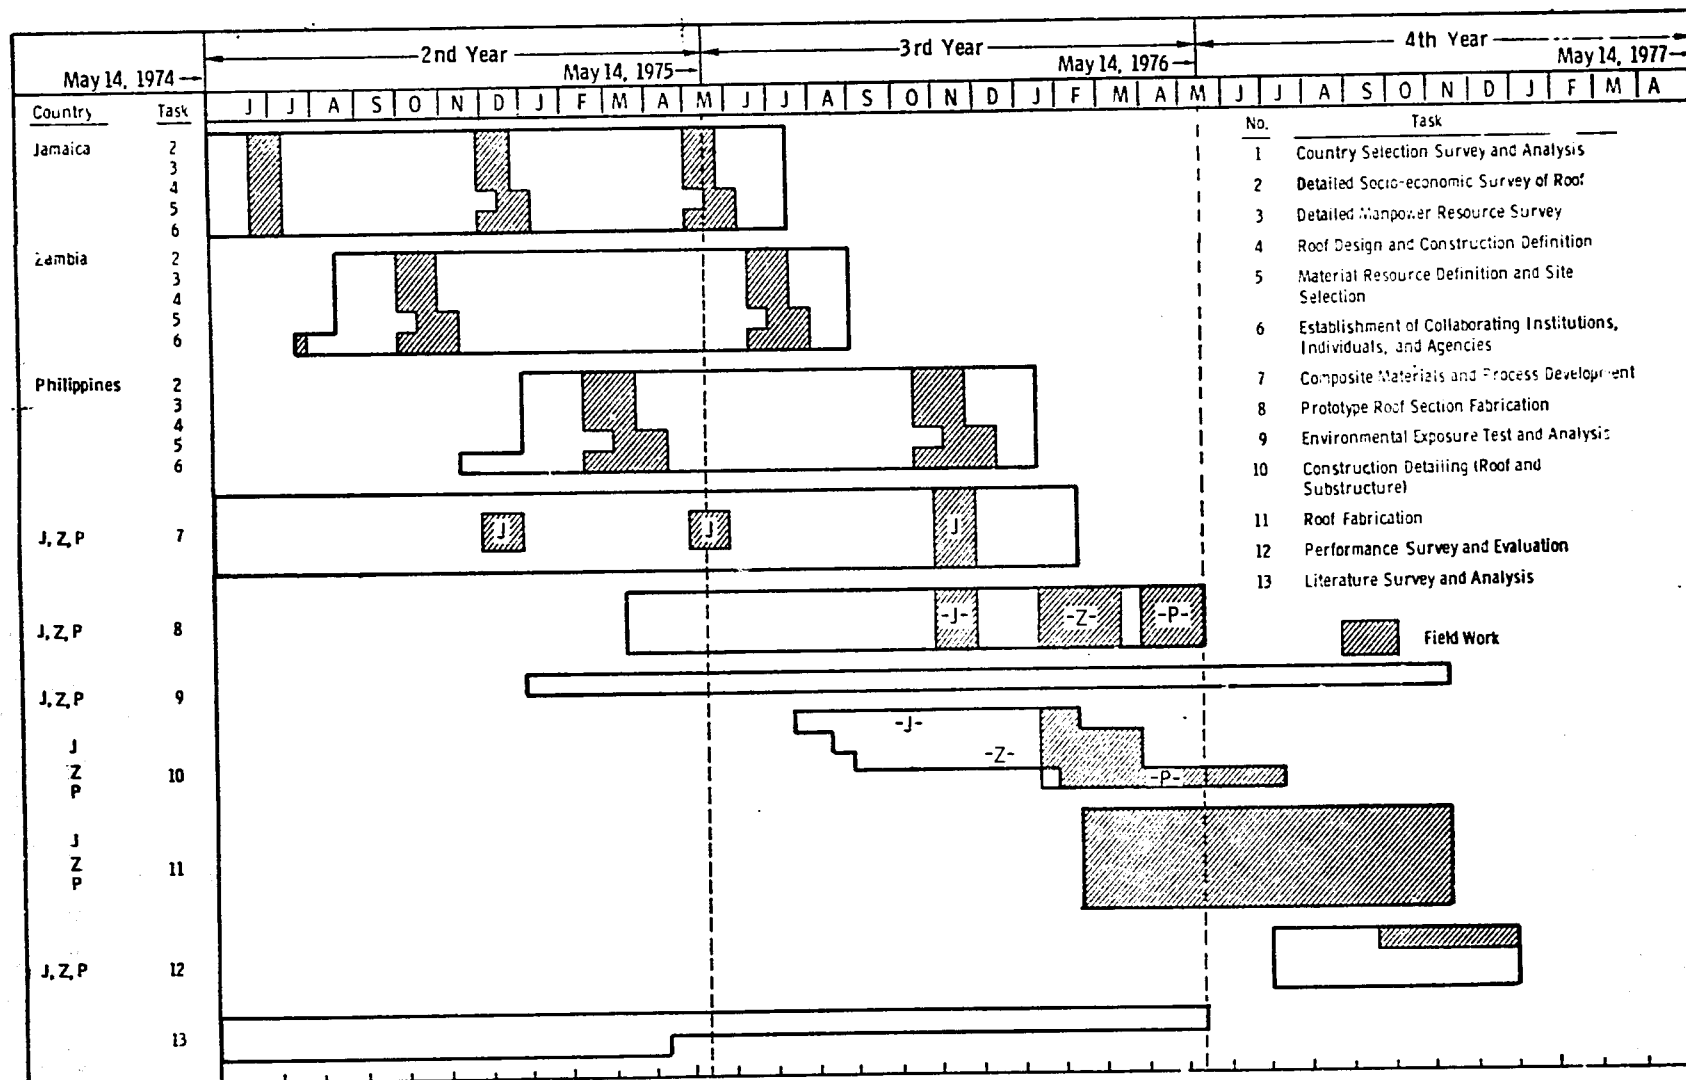 2nd Year
3rd Year
4th Year
May 14, 1974
May 14, 1975
May 14, 1976
May 14, 1977
J J A S O N D J F M A M J J A S O N D J F M A M J J A S O N D J F M A
Country Task
Jamaica 2
3
4
5
6
Zambia 2
3
4
5
6
Philippines 2
3
4
5
6
J, Z, P 7
J J J
J, Z, P 8
-J- -Z- -P-
J, Z, P 9
J
Z
P
10
-J-
-Z-
-P-
J
Z
P
11
J, Z, P 12
13
No. Task
1 Country Selection Survey and Analysis
2 Detailed Socio-economic Survey of Roof
3 Detailed Manpower Resource Survey
4 Roof Design and Construction Definition
5 Material Resource Definition and Site
Selection
6 Establishment of Collaborating Institutions,
Individuals, and Agencies
7 Composite Materials and Process Development
8 Prototype Roof Section Fabrication
9 Environmental Exposure Test and Analysis
10 Construction Detailing (Roof and
Substructure)
11 Roof Fabrication
12 Performance Survey and Evaluation
13 Literature Survey and Analysis
Field Work